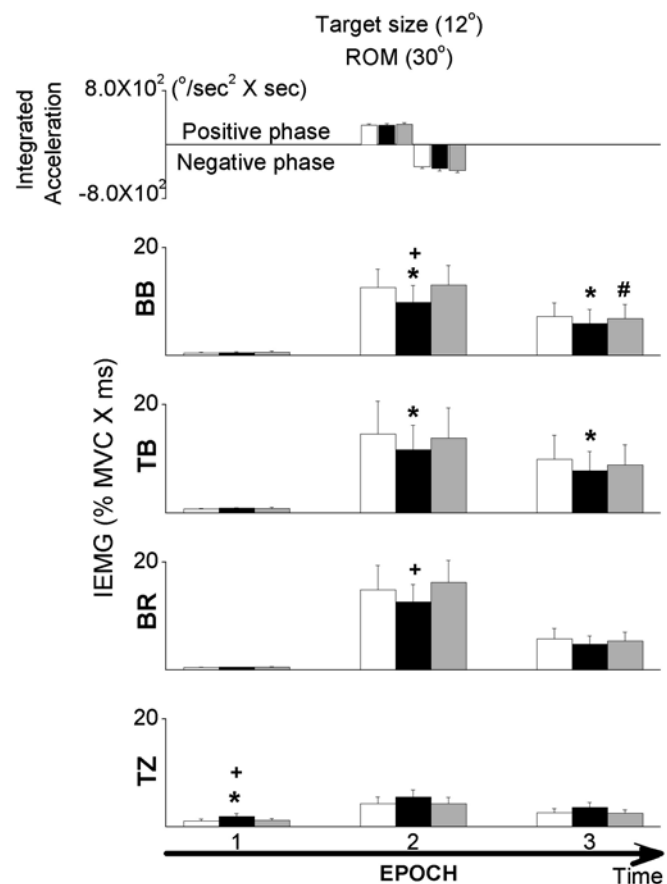 Target size (12°)
ROM (30°)
8.0X10² (°/sec² X sec)
Integrated
Acceleration
Positive phase
Negative phase
-8.0X10²
20
BB
+
*
*
#
20
TB
*
*
IEMG (% MVC X ms)
20
BR
+
20
TZ
+
*
1
2
3
EPOCH
Time